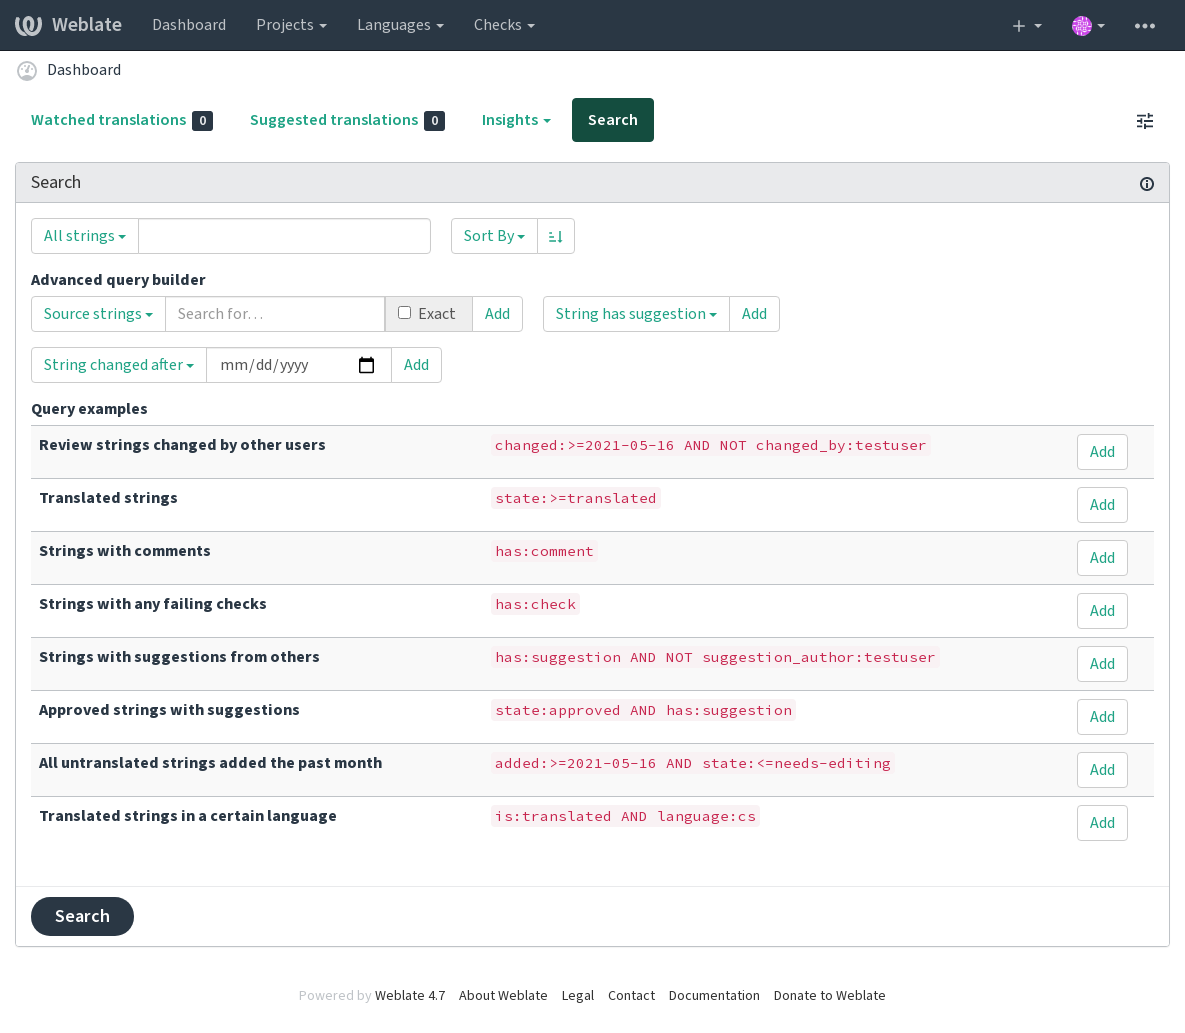 Weblate Dashboard Projects Languages Checks
Dashboard
Watched translations 0 Suggested translations 0 Insights Search
Search
All strings Sort By
Advanced query builder
Source strings Search for… Exact Add String has suggestion Add
String changed after mm/dd/yyyy Add
Query examples
Review strings changed by other users changed:>=2021-05-16 AND NOT changed_by:testuser Add
Translated strings state:>=translated Add
Strings with comments has:comment Add
Strings with any failing checks has:check Add
Strings with suggestions from others has:suggestion AND NOT suggestion_author:testuser Add
Approved strings with suggestions state:approved AND has:suggestion Add
All untranslated strings added the past month added:>=2021-05-16 AND state:<=needs-editing Add
Translated strings in a certain language is:translated AND language:cs Add
Search
Powered by Weblate 4.7 About Weblate Legal Contact Documentation Donate to Weblate